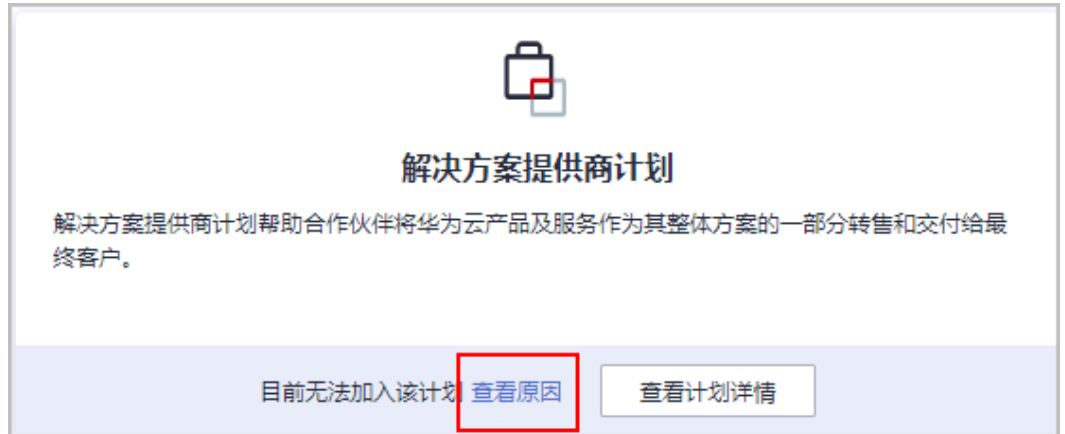 解决方案提供商计划
解决方案提供商计划帮助合作伙伴将华为云产品及服务作为其整体方案的一部分转售和交付给最
终客户。
目前无法加入该计划 查看原因 查看计划详情